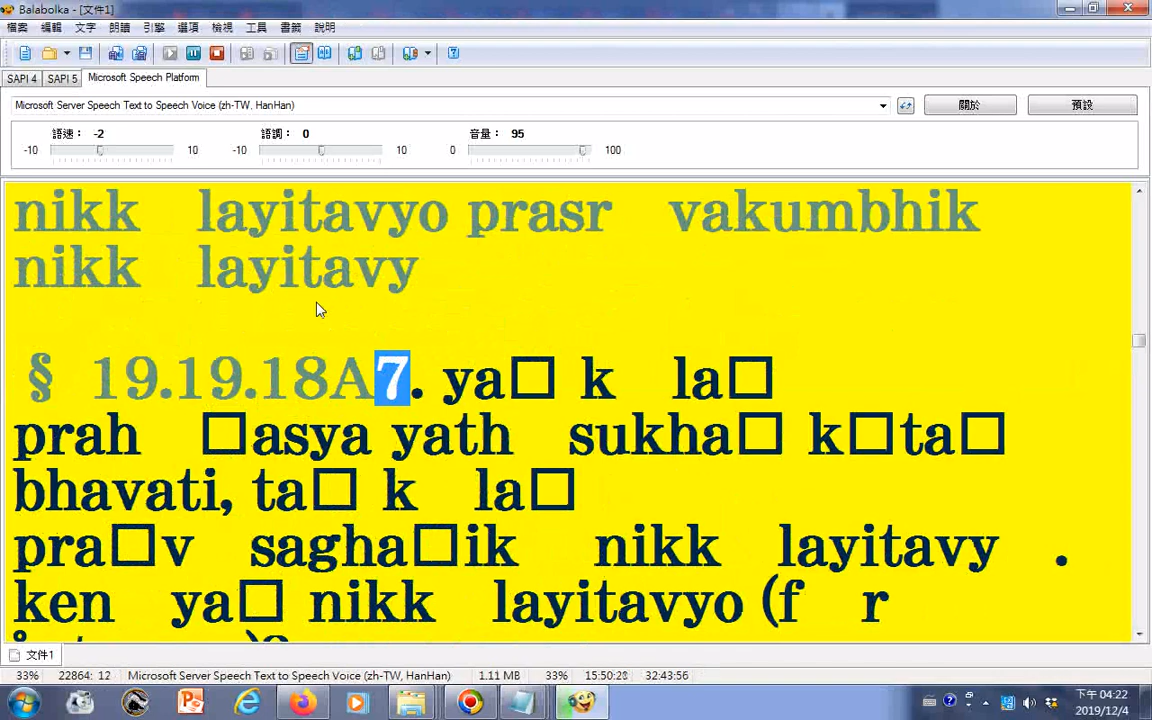 Balabolka - [文件1]
檔案 編輯 文字 朗讀 引擎 選項 檢視 工具 書籤 說明
SAPI 4 SAPI 5 Microsoft Speech Platform
Microsoft Server Speech Text to Speech Voice (zh-TW, HanHan) 關於 預設
語速： -2 語調： 0 音量： 95
-10 10 -10 10 0 100
nikk layitavyo prasr vakumbhik
nikk layitavy
§ 19.19.18A7. ya□ k la□
prah □asya yath sukha□ k□ta□
bhavati, ta□ k la□
pra□v sagha□ik nikk layitavy .
ken ya□ nikk layitavyo (f r
文件1
33% 22864: 12 Microsoft Server Speech Text to Speech Voice (zh-TW, HanHan) 1.11 MB 33% 15:50:28 32:43:56
下午 04:22
2019/12/4